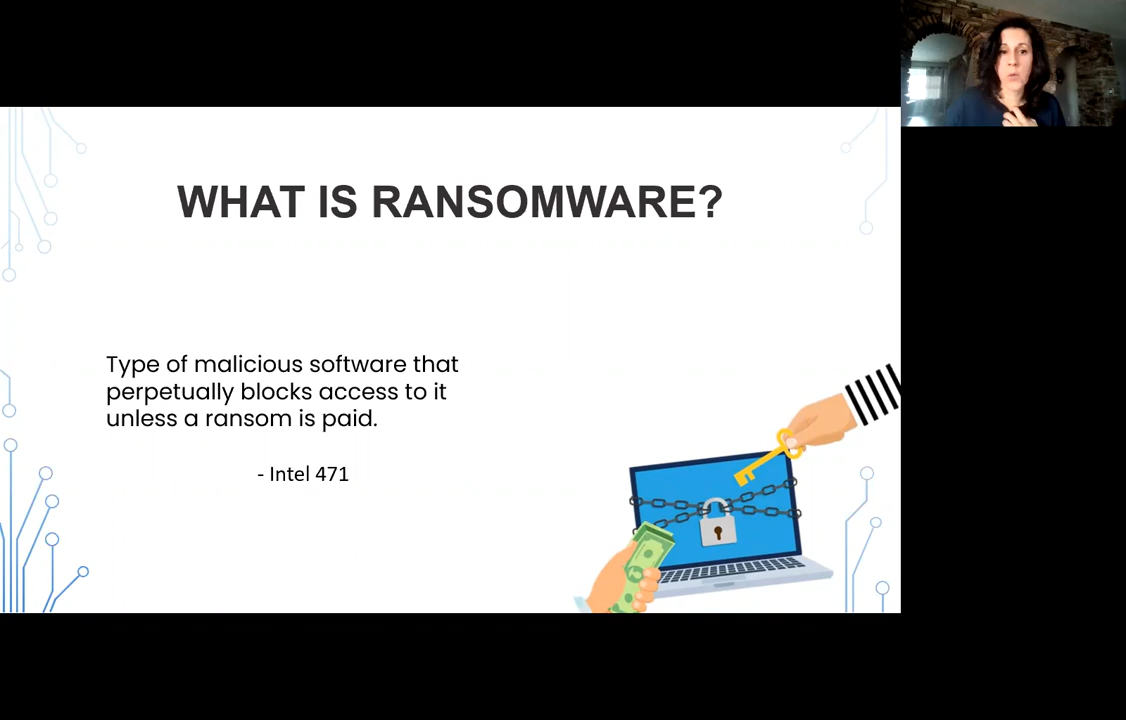 WHAT IS RANSOMWARE?
Type of malicious software that
perpetually blocks access to it
unless a ransom is paid.
- Intel 471